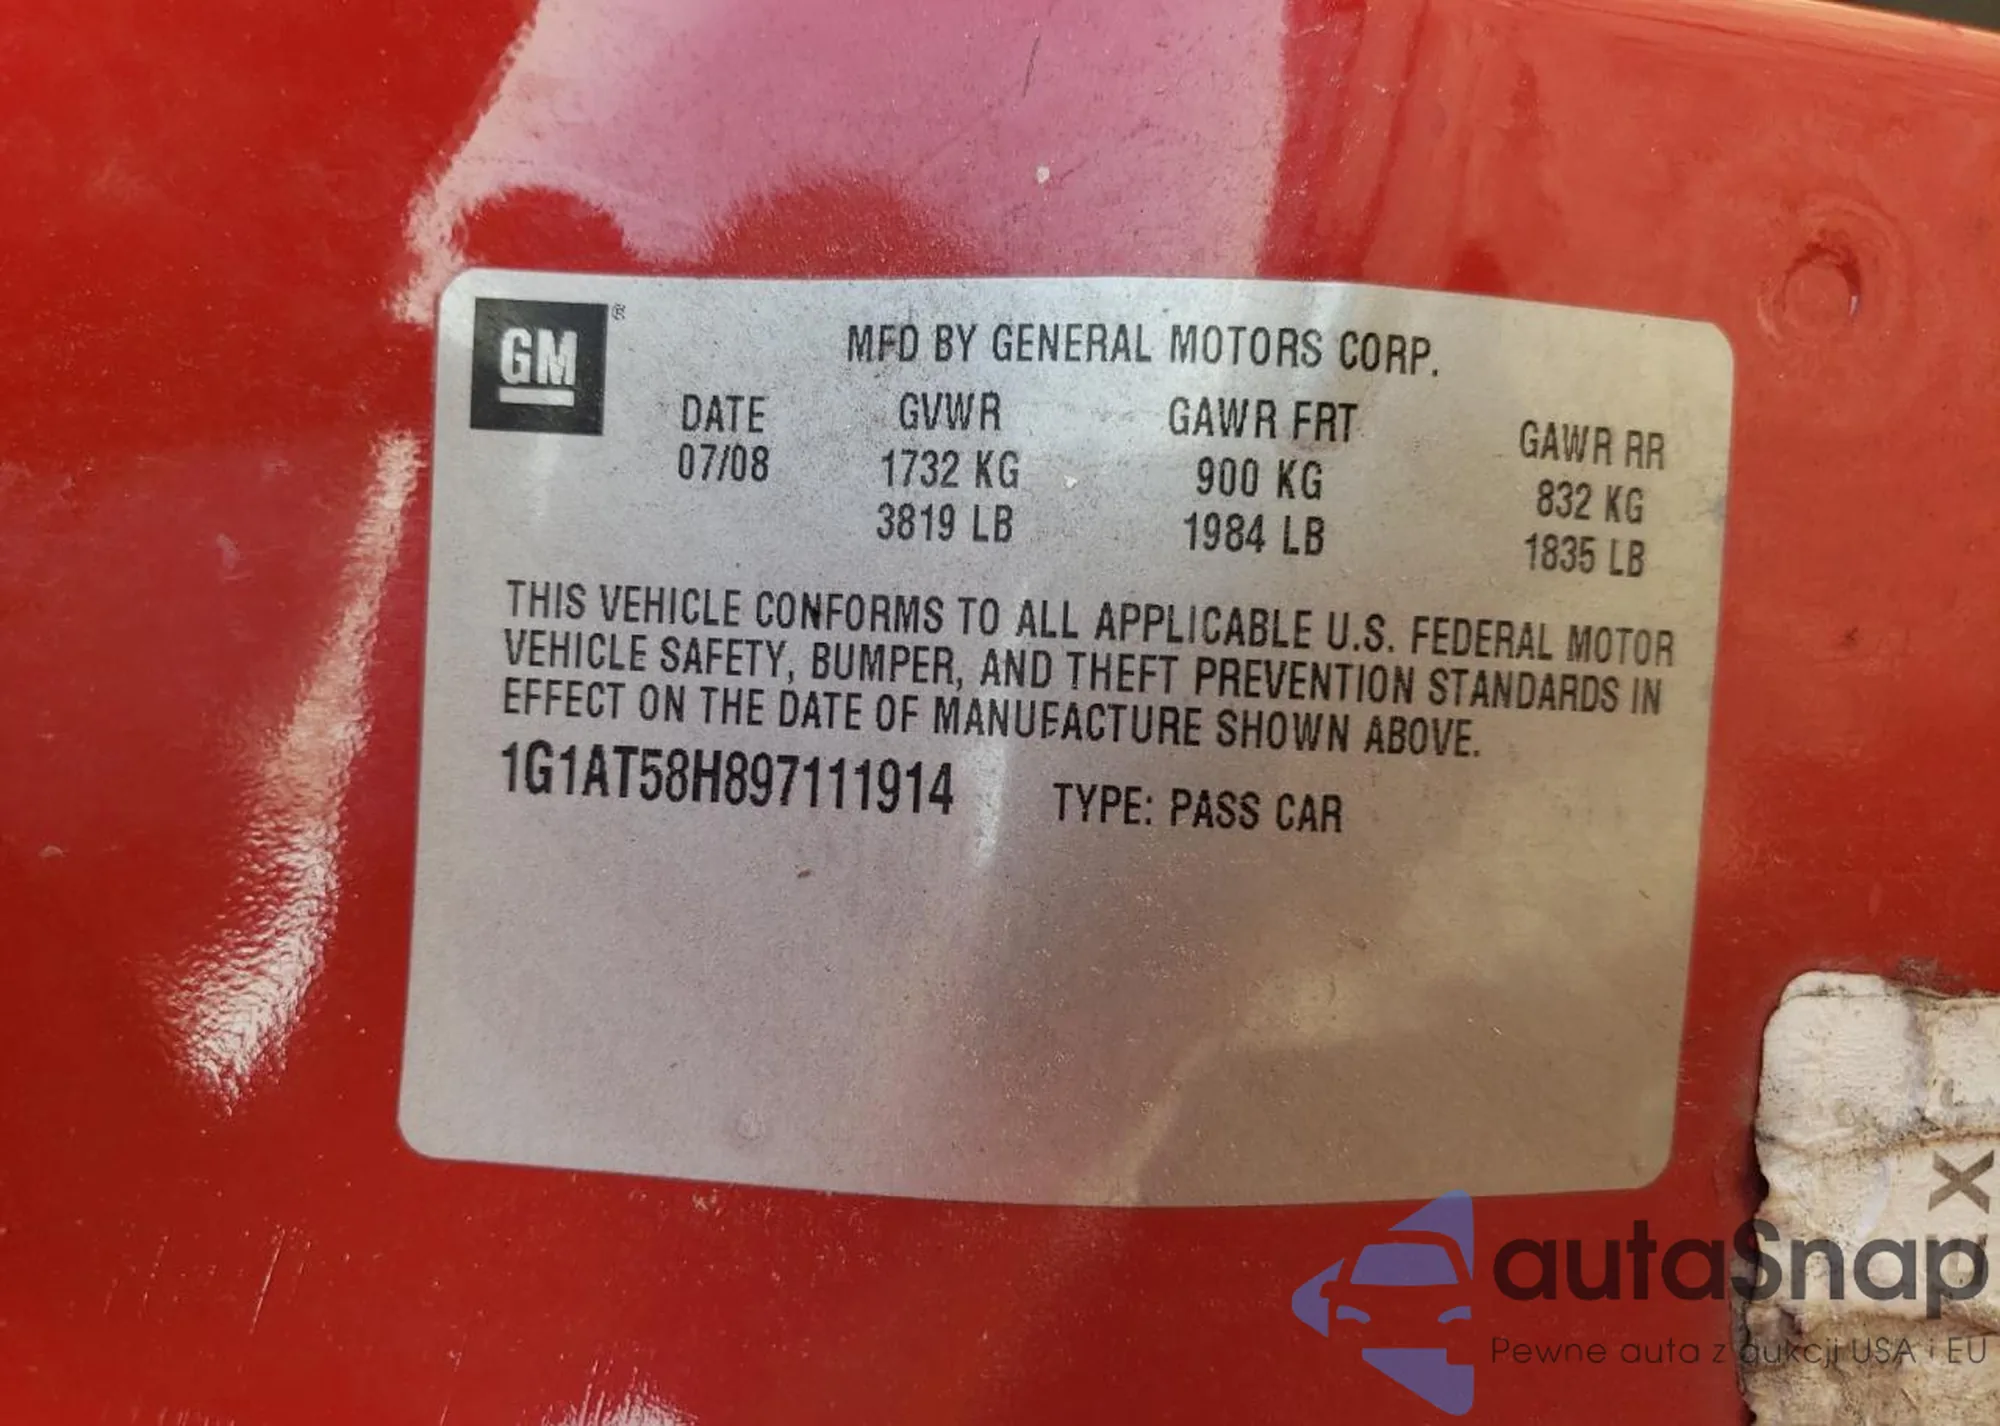 GM®
MFD BY GENERAL MOTORS CORP.
DATE GVWR GAWR FRT GAWR RR
07/08 1732 KG 900 KG 832 KG
3819 LB 1984 LB 1835 LB
THIS VEHICLE CONFORMS TO ALL APPLICABLE U.S. FEDERAL MOTOR
VEHICLE SAFETY, BUMPER, AND THEFT PREVENTION STANDARDS IN
EFFECT ON THE DATE OF MANUFACTURE SHOWN ABOVE.
1G1AT58H897111914 TYPE: PASS CAR
autaSnap
Pewne auta z aukcji USA i EU